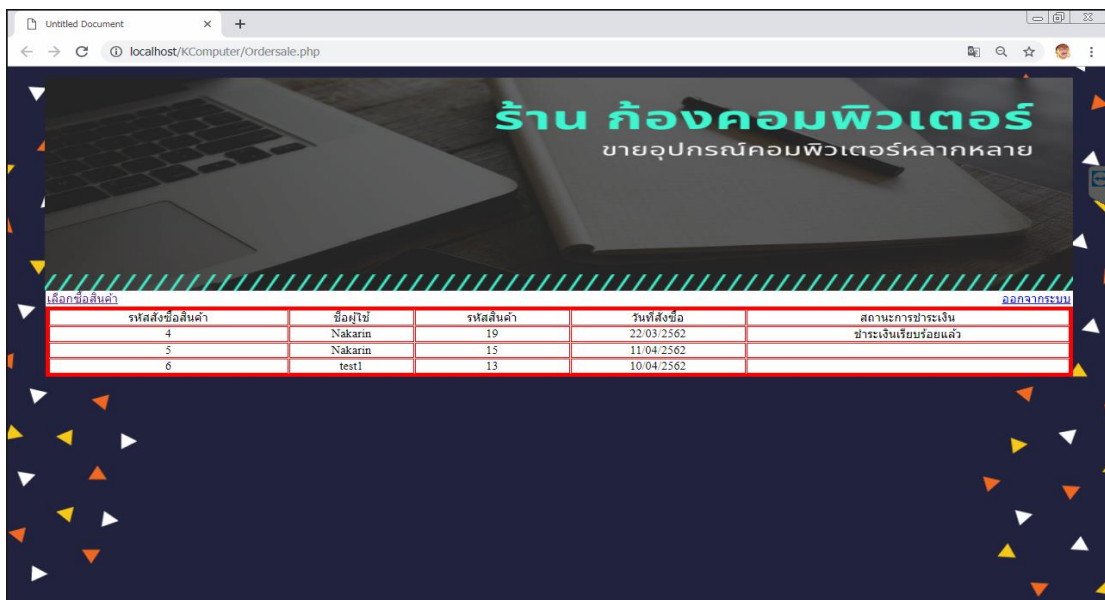 Untitled Document
localhost/KComputer/Ordersale.php
ร้าน ก้องคอมพิวเตอร์
ขายอุปกรณ์คอมพิวเตอร์หลากหลาย
เลือกซื้อสินค้า ออกจากระบบ
รหัสสั่งซื้อสินค้า ชื่อผู้ใช้ รหัสสินค้า วันที่สั่งซื้อ สถานะการชำระเงิน
4 Nakarin 19 22/03/2562 ชำระเงินเรียบร้อยแล้ว
5 Nakarin 15 11/04/2562
6 test1 13 10/04/2562